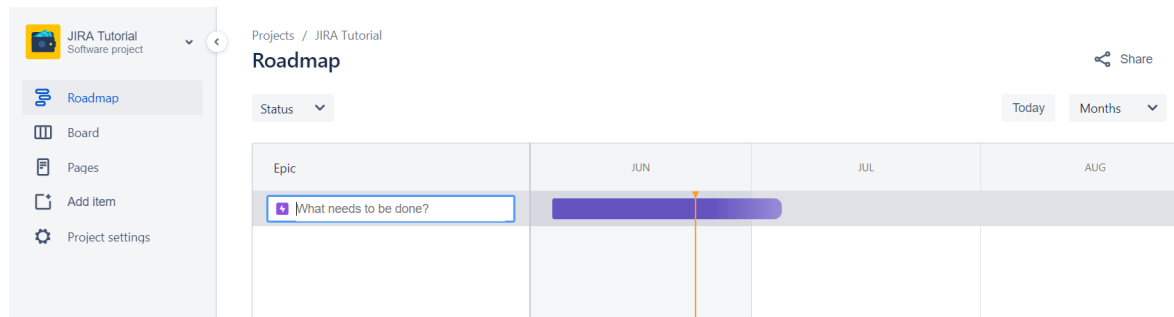 JIRA Tutorial
Software project
Projects / JIRA Tutorial
Roadmap
Share
Roadmap
Board
Pages
Add item
Project settings
Status
Today
Months
Epic
JUN
JUL
AUG
What needs to be done?